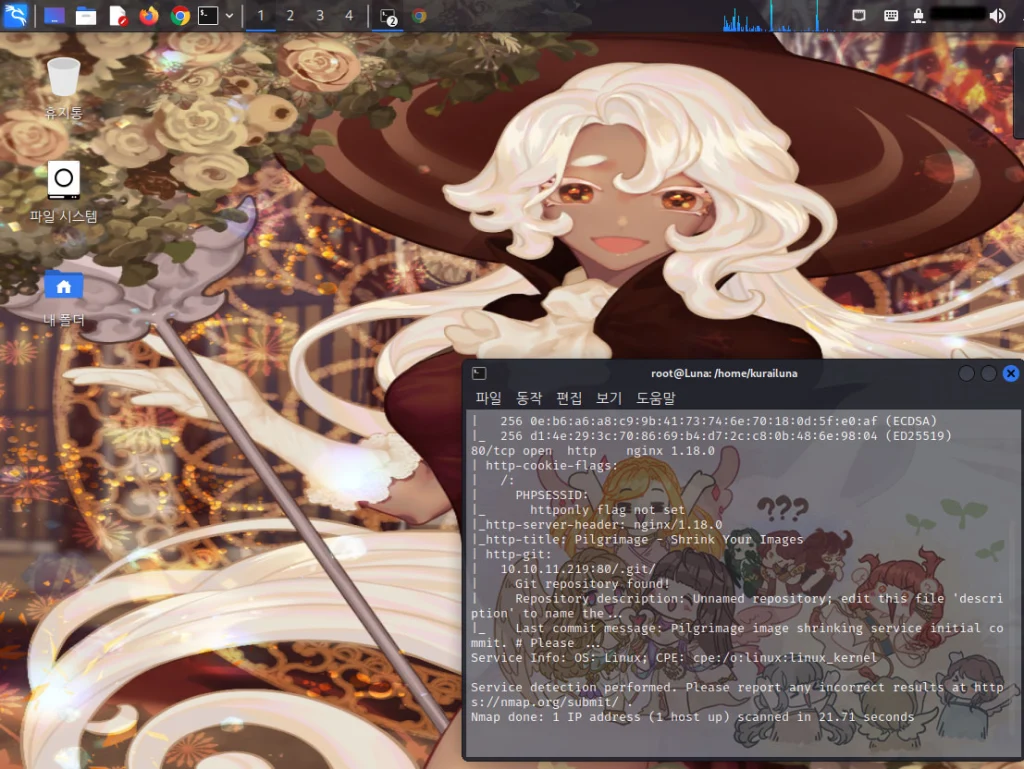 1 2 3 4
2
휴지통
파일 시스템
내 폴더
root@Luna: /home/kurailuna
파일 동작 편집 보기 도움말
|   256 0e:b6:a6:a8:c9:9b:41:73:74:6e:70:18:0d:5f:e0:af (ECDSA)
|_  256 d1:4e:29:3c:70:86:69:b4:d7:2c:c8:0b:48:6e:98:04 (ED25519)
80/tcp open  http    nginx 1.18.0
| http-cookie-flags:
|   /:
|     PHPSESSID:
|_      httponly flag not set
|_http-server-header: nginx/1.18.0
|_http-title: Pilgrimage - Shrink Your Images
| http-git:
|   10.10.11.219:80/.git/
|     Git repository found!
|     Repository description: Unnamed repository; edit this file 'descri
ption' to name the...
|_    Last commit message: Pilgrimage image shrinking service initial co
mmit. # Please ...
Service Info: OS: Linux; CPE: cpe:/o:linux:linux_kernel
Service detection performed. Please report any incorrect results at http
s://nmap.org/submit/ .
Nmap done: 1 IP address (1 host up) scanned in 21.71 seconds
???